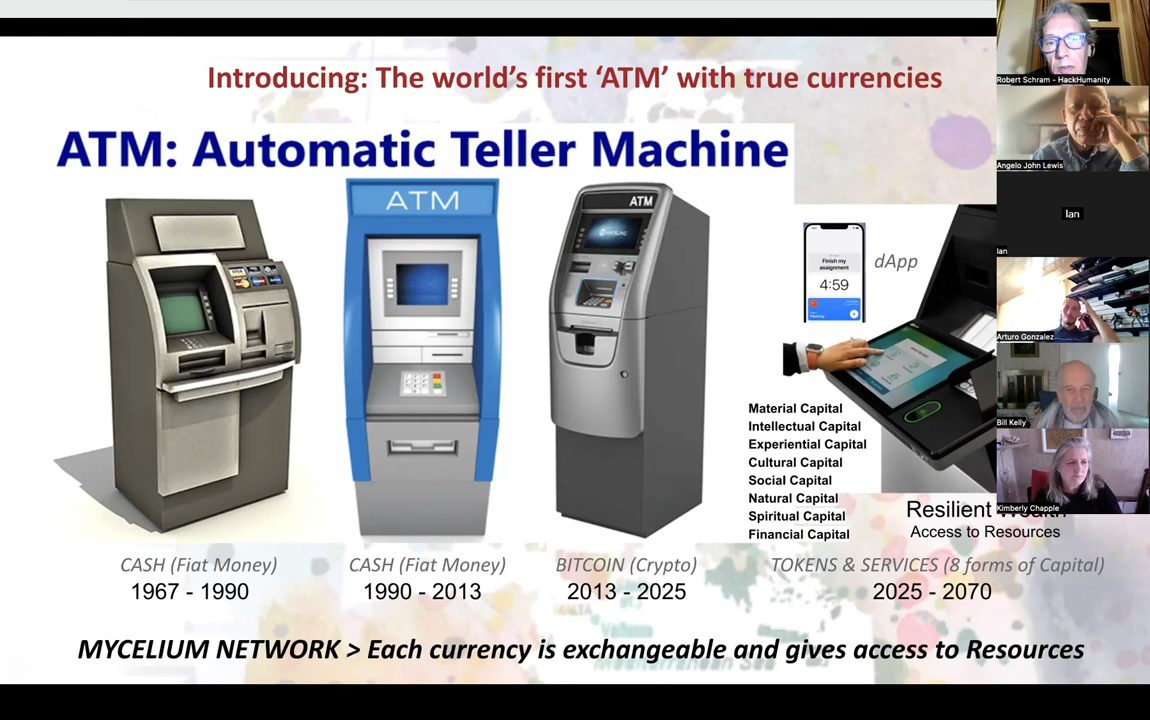 Introducing: The world's first 'ATM' with true currencies
ATM: Automatic Teller Machine
ATM
ATM
dApp
Finish my
assignment
4:59
Material Capital
Intellectual Capital
Experiential Capital
Cultural Capital
Social Capital
Natural Capital
Spiritual Capital
Financial Capital
Resilient Wealth
Access to Resources
CASH (Fiat Money)
1967 - 1990
CASH (Fiat Money)
1990 - 2013
BITCOIN (Crypto)
2013 - 2025
TOKENS & SERVICES (8 forms of Capital)
2025 - 2070
MYCELIUM NETWORK > Each currency is exchangeable and gives access to Resources
Robert Schram - HackHumanity
Angelo John Lewis
Ian
Ian
Arturo Gonzalez
Bill Kelly
Kimberly Chapple